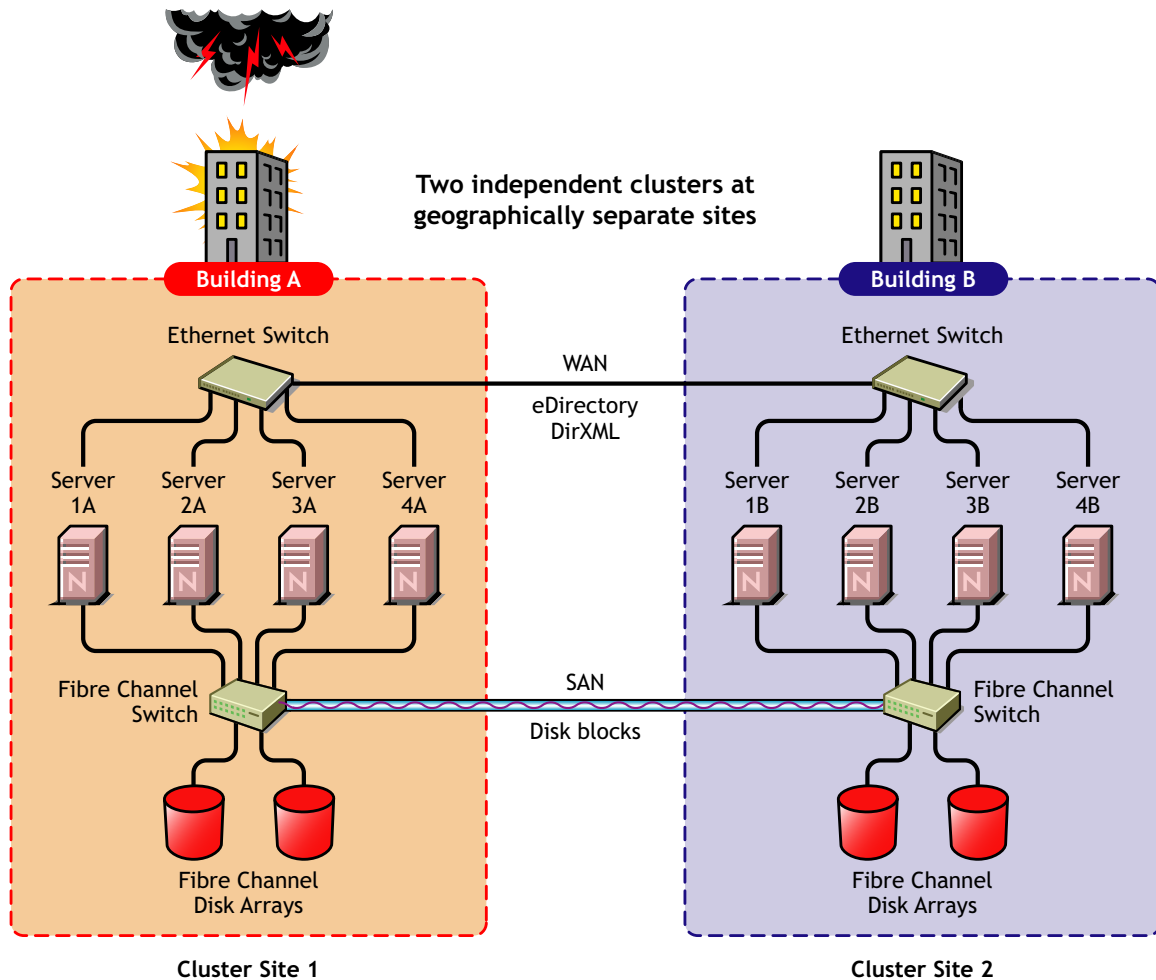 Two independent clusters at
geographically separate sites
Building A
Building B
Ethernet Switch
Ethernet Switch
WAN
eDirectory
DirXML
Server
1A
Server
2A
Server
3A
Server
4A
Server
1B
Server
2B
Server
3B
Server
4B
N
N
N
N
N
N
N
N
Fibre Channel
Switch
SAN
Disk blocks
Fibre Channel
Switch
Fibre Channel
Disk Arrays
Fibre Channel
Disk Arrays
Cluster Site 1
Cluster Site 2